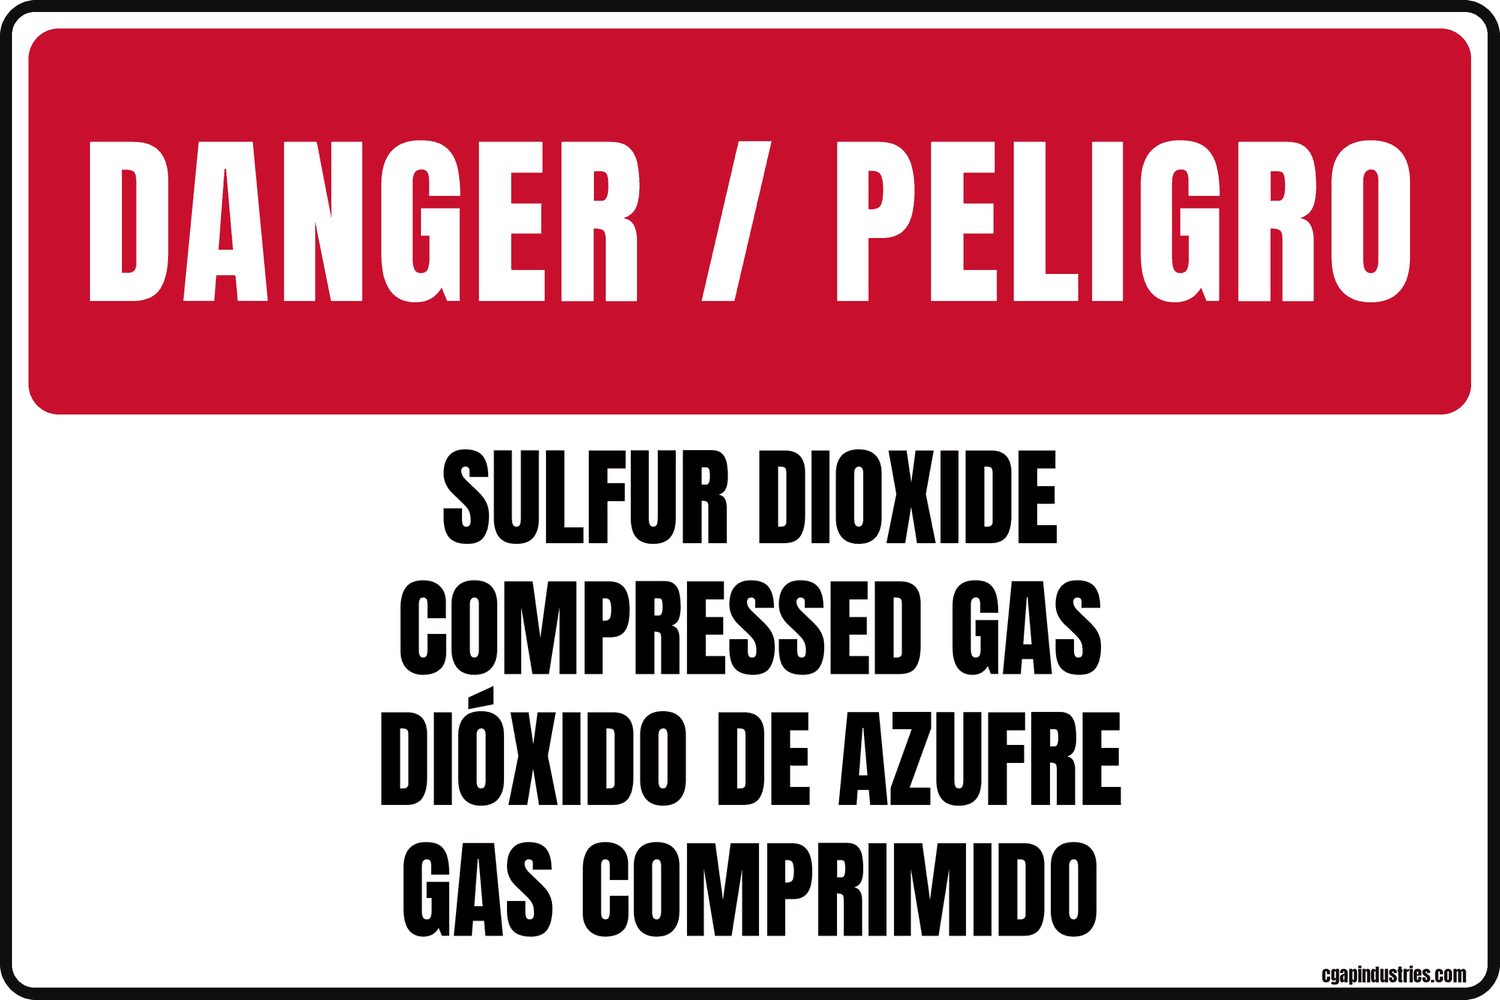 DANGER / PELIGRO
SULFUR DIOXIDE
COMPRESSED GAS
DIÓXIDO DE AZUFRE
GAS COMPRIMIDO
cgapindustries.com